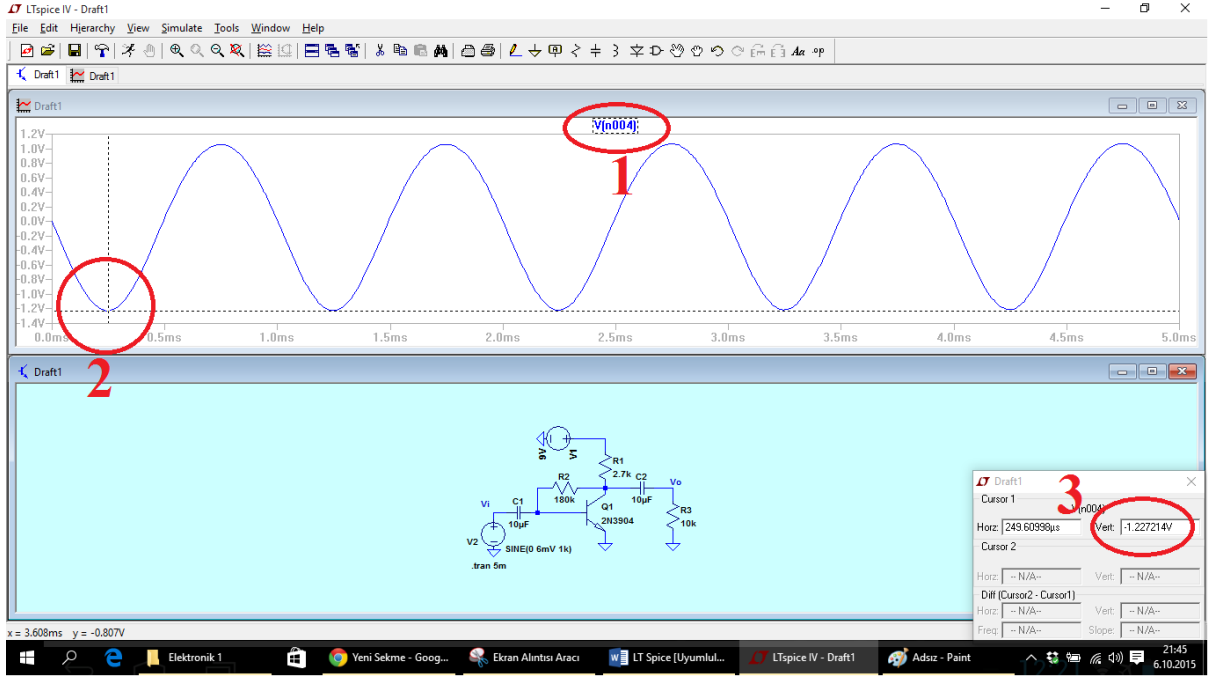 LTspice IV - Draft1
File Edit Hierarchy View Simulate Tools Window Help
Draft1 Draft1
Draft1
V(n004)
1
1.2V
1.0V
0.8V
0.6V
0.4V
0.2V
0.0V
-0.2V
-0.4V
-0.6V
-0.8V
-1.0V
-1.2V
-1.4V
0.0ms 0.5ms 1.0ms 1.5ms 2.0ms 2.5ms 3.0ms 3.5ms 4.0ms 4.5ms 5.0ms
2
Draft1
9V
V1
R1
2.7k
R2
180k
C2
10µF
Vo
Vi
C1
10µF
Q1
2N3904
R3
10k
V2
SINE(0 6mV 1k)
.tran 5m
Draft1
3
Cursor 1
V(n004)
Horz: 249.60998µs Vert: -1.227214V
Cursor 2
Horz: -- N/A-- Vert: -- N/A--
Diff (Cursor2 - Cursor1)
Horz: -- N/A-- Vert: -- N/A--
Freq: -- N/A-- Slope: -- N/A--
x = 3.608ms y = -0.807V
Elektronik 1 Yeni Sekme - Goog... Ekran Alıntısı Aracı LT Spice [Uyumlul... LTspice IV - Draft1 Adsız - Paint
21:45
6.10.2015